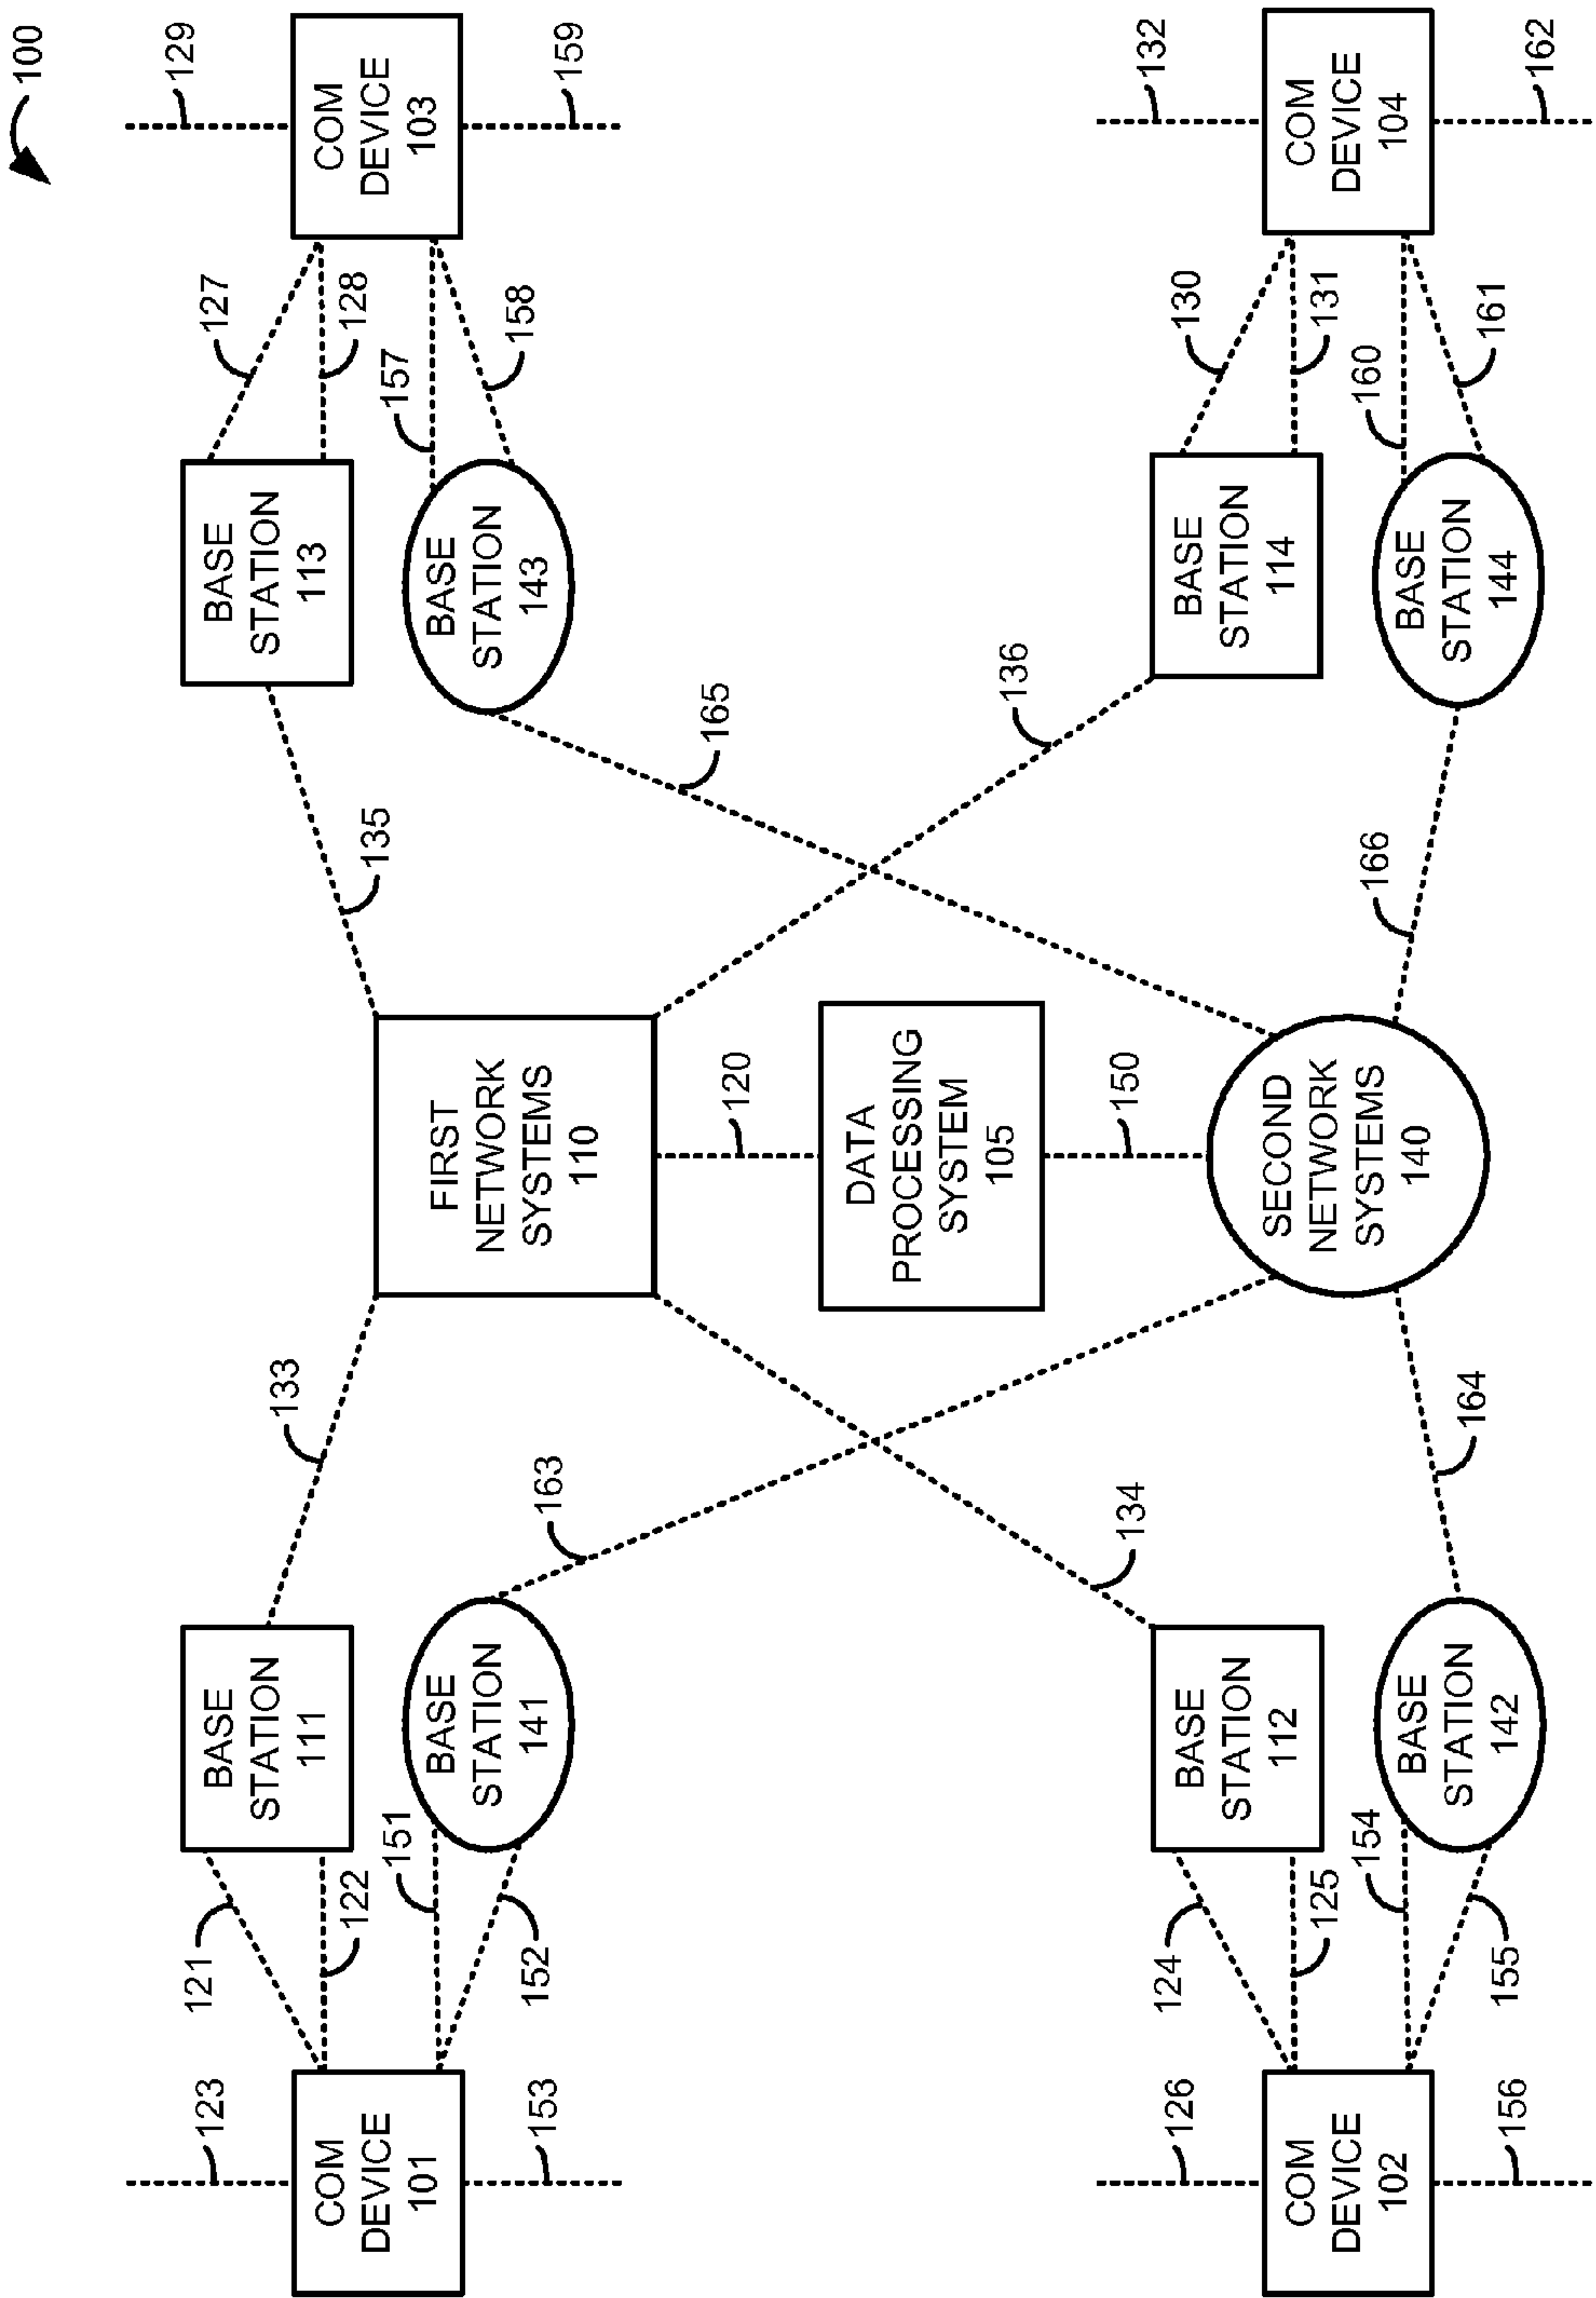 100
123
COM
DEVICE
101
153
121
122
151
152
BASE
STATION
111
BASE
STATION
141
133
163
FIRST
NETWORK
SYSTEMS
110
120
DATA
PROCESSING
SYSTEM
105
150
SECOND
NETWORK
SYSTEMS
140
135
165
BASE
STATION
113
BASE
STATION
143
127
128
157
158
129
COM
DEVICE
103
159
126
COM
DEVICE
102
156
124
125
154
155
BASE
STATION
112
BASE
STATION
142
134
164
136
166
BASE
STATION
114
BASE
STATION
144
130
131
160
161
132
COM
DEVICE
104
162